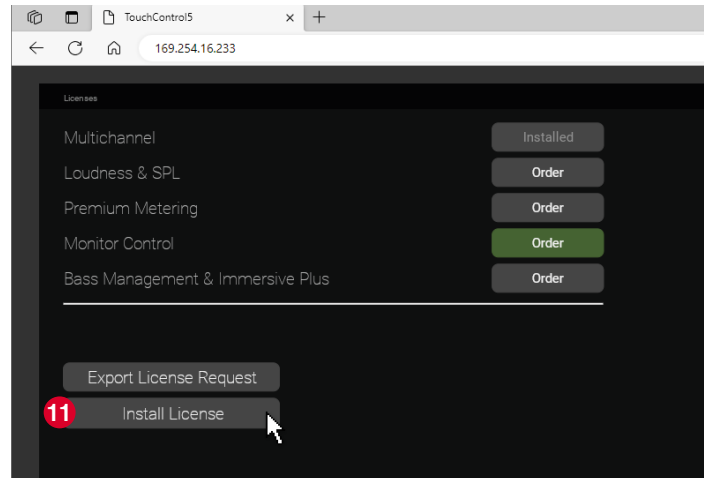 TouchControl5
169.254.16.233
Licenses
Multichannel Installed
Loudness & SPL Order
Premium Metering Order
Monitor Control Order
Bass Management & Immersive Plus Order
Export License Request
11 Install License